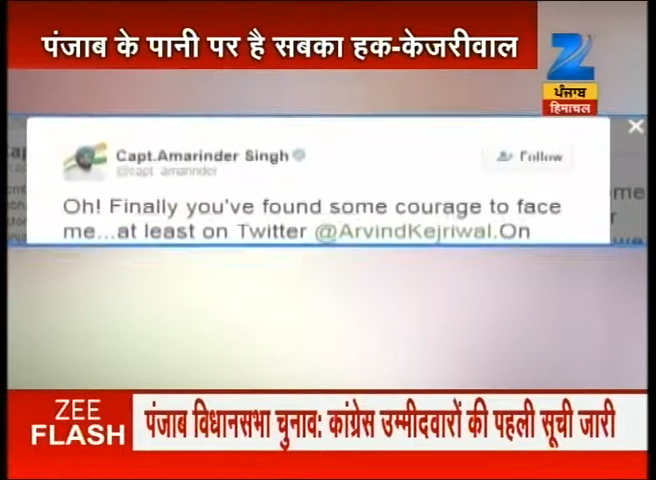 पंजाब के पानी पर है सबका हक-केजरीवाल
ਪੰਜਾਬ
हिमाचल
Capt.Amarinder Singh
@capt_amarinder
Follow
Oh! Finally you've found some courage to face
me...at least on Twitter @ArvindKejriwal.On
ZEE
FLASH
पंजाब विधानसभा चुनाव: कांग्रेस उम्मीदवारों की पहली सूची जारी